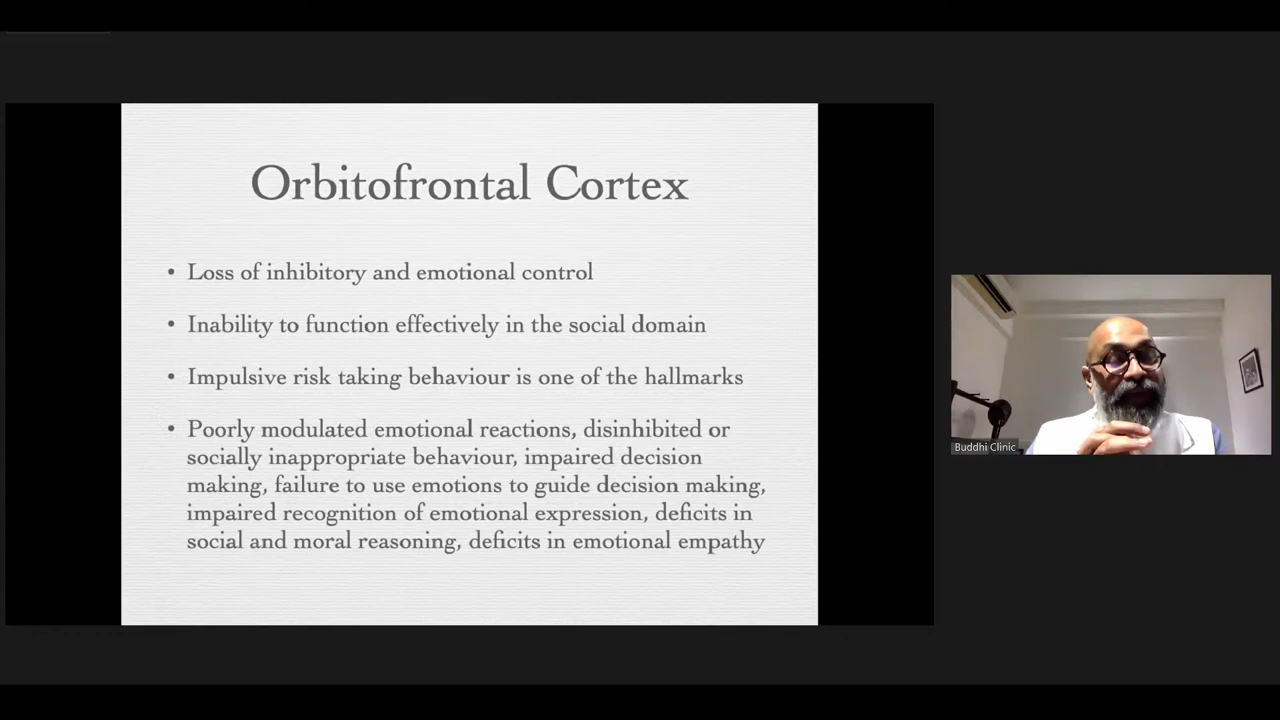 Orbitofrontal Cortex
• Loss of inhibitory and emotional control
• Inability to function effectively in the social domain
• Impulsive risk taking behaviour is one of the hallmarks
• Poorly modulated emotional reactions, disinhibited or
socially inappropriate behaviour, impaired decision
making, failure to use emotions to guide decision making,
impaired recognition of emotional expression, deficits in
social and moral reasoning, deficits in emotional empathy
Buddhi Clinic